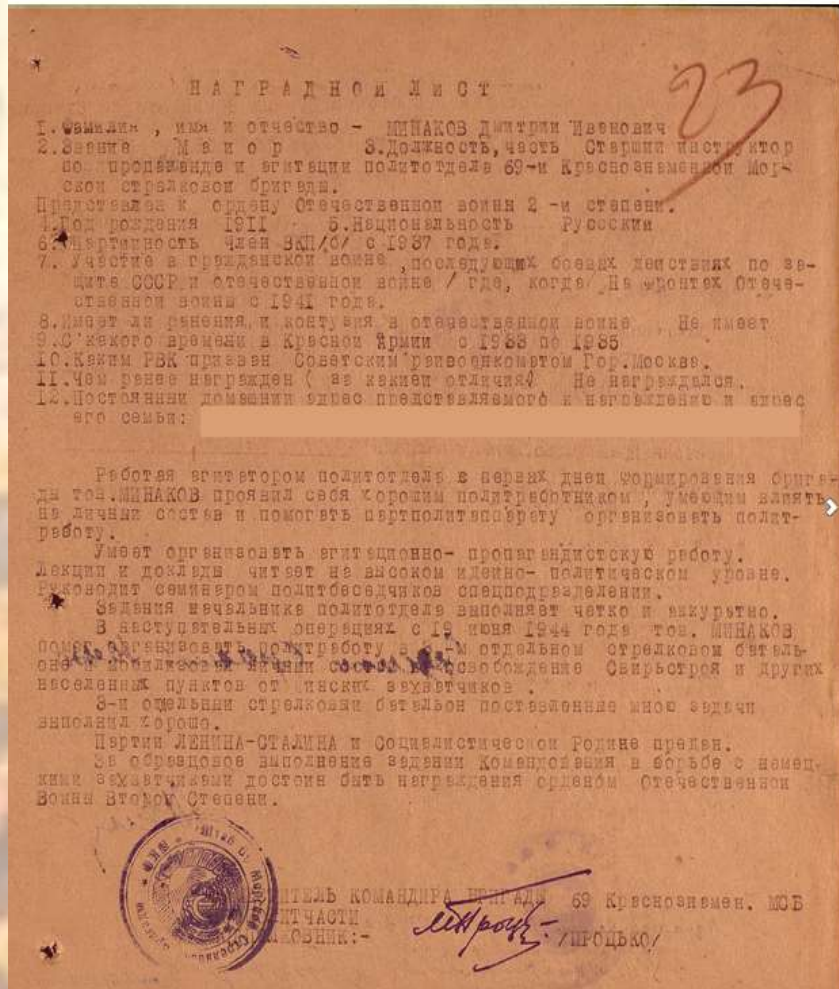 23
НАГРАДНОЙ ЛИСТ
1. Фамилия, имя и отчество - МИНАКОВ Дмитрий Иванович
2. Звание Майор 3. Должность, часть Старший инструктор
по пропаганде и агитации политотдела 69-й Краснознаменной Мор-
ской стрелковой бригады.
Представлен к ордену Отечественной войны 2-й степени.
4. Год рождения 1911 5. Национальность Русский
6. Партийность член ВКП/б/ с 1937 года.
7. Участие в гражданской войне, последующих боевых действиях по за-
щите СССР и отечественной войне / где, когда/ На фронтах Отече-
ственной войны с 1941 года.
8. Имеет ли ранения и контузия в отечественной войне Не имеет
9. С какого времени в Красной Армии с 1933 по 1935
10. Каким РВК призван Советским райвоенкоматом Гор. Москва.
11. Чем ранее награжден ( за какией отличия) Не награждался.
12. Постоянный домашний адрес представляемого к награждению и адрес
его семьи:
Работая агитатором политотдела с первых дней формирования брига-
ды тов. МИНАКОВ проявил себя хорошим политработником, умеющим влиять
на личный состав и помогать партполитаппарату организовать полит-
работу.
Умеет организовать агитационно- пропагандистскую работу.
Лекции и доклады читает на высоком идейно- политическом уровне.
Руководит семинаром политбеседчиков спецподразделений.
Задания начальника политотдела выполняет четко и аккуратно.
В наступательных операциях с 19 июня 1944 года тов. МИНАКОВ
помог организовать политработу в отдельном стрелковом баталь-
оне, мобилизовал личный состав освобождение Свирьстроя и других
населенных пунктов от захватчиков.
3-й отдельный стрелковый батальон поставленные мною задачи
выполнил хорошо.
Партии ЛЕНИНА-СТАЛИНА и Социалистической Родине предан.
За образцовое выполнение заданий Командования в борьбе с немец-
кими захватчиками достоин быть награждения орденом Отечественной
Войны Второй Степени.
КОМАНДИРА БРИГАДЫ 69 Краснознамен. МСБ
/ПРОЦЬКО/